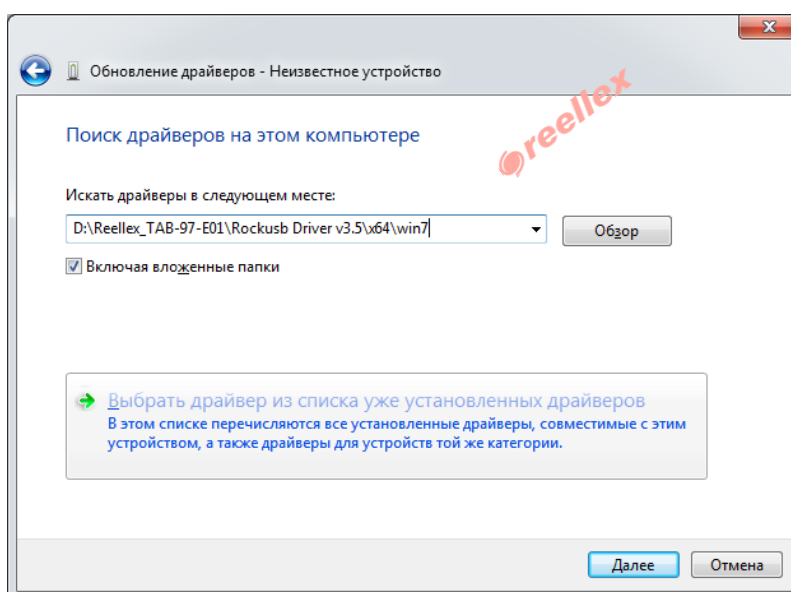 Обновление драйверов - Неизвестное устройство
reellex
Поиск драйверов на этом компьютере
Искать драйверы в следующем месте:
D:\Reellex_TAB-97-E01\Rockusb Driver v3.5\x64\win7
Обзор
Включая вложенные папки
Выбрать драйвер из списка уже установленных драйверов
В этом списке перечисляются все установленные драйверы, совместимые с этим
устройством, а также драйверы для устройств той же категории.
Далее
Отмена